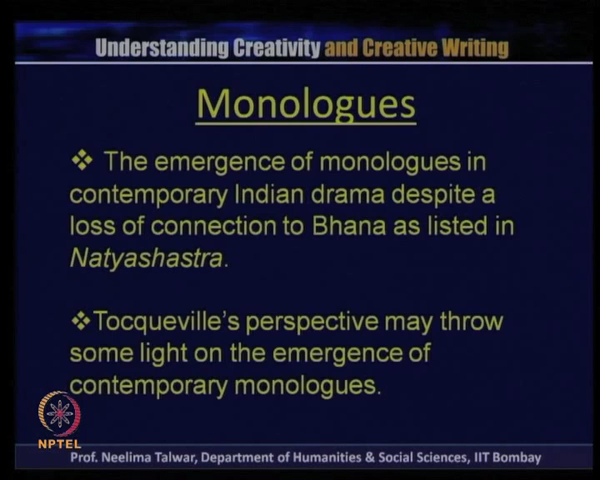 Understanding Creativity and Creative Writing
Monologues
❖ The emergence of monologues in
contemporary Indian drama despite a
loss of connection to Bhana as listed in
Natyashastra.
❖Tocqueville's perspective may throw
some light on the emergence of
contemporary monologues.
NPTEL
Prof. Neelima Talwar, Department of Humanities & Social Sciences, IIT Bombay